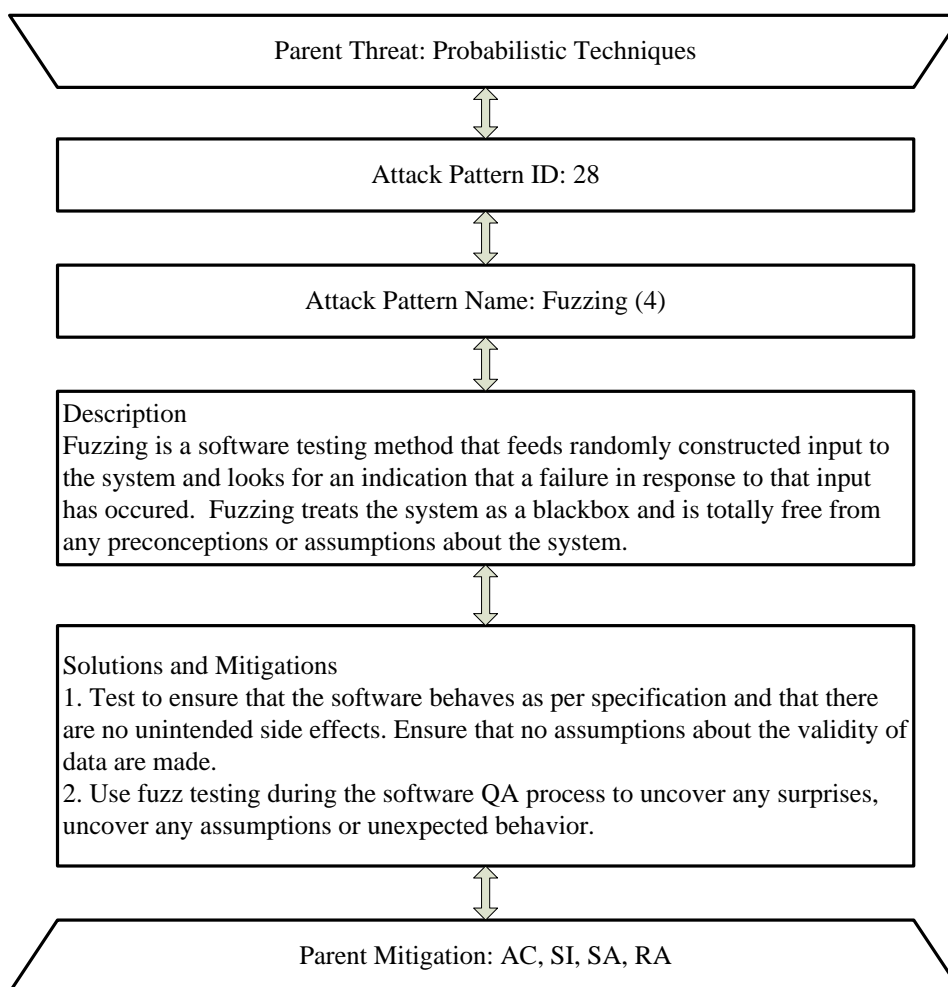 Parent Threat: Probabilistic Techniques
Attack Pattern ID: 28
Attack Pattern Name: Fuzzing (4)
Description
Fuzzing is a software testing method that feeds randomly constructed input to
the system and looks for an indication that a failure in response to that input
has occured.  Fuzzing treats the system as a blackbox and is totally free from
any preconceptions or assumptions about the system.
Solutions and Mitigations
1. Test to ensure that the software behaves as per specification and that there
are no unintended side effects. Ensure that no assumptions about the validity of
data are made.
2. Use fuzz testing during the software QA process to uncover any surprises,
uncover any assumptions or unexpected behavior.
Parent Mitigation: AC, SI, SA, RA